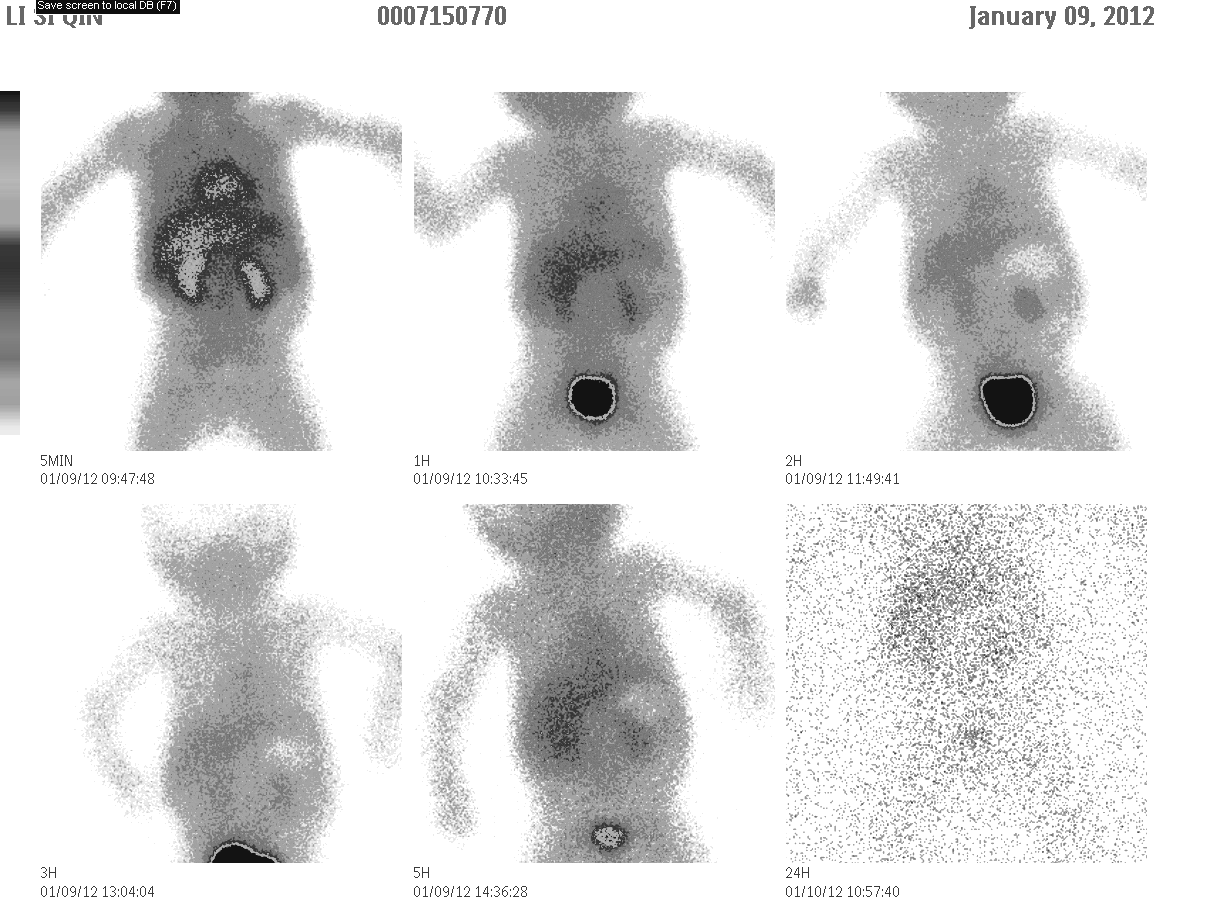 Save screen to local DB (F7)
LI SI QIN 0007150770 January 09, 2012
5MIN
01/09/12 09:47:48
1H
01/09/12 10:33:45
2H
01/09/12 11:49:41
3H
01/09/12 13:04:04
5H
01/09/12 14:36:28
24H
01/10/12 10:57:40